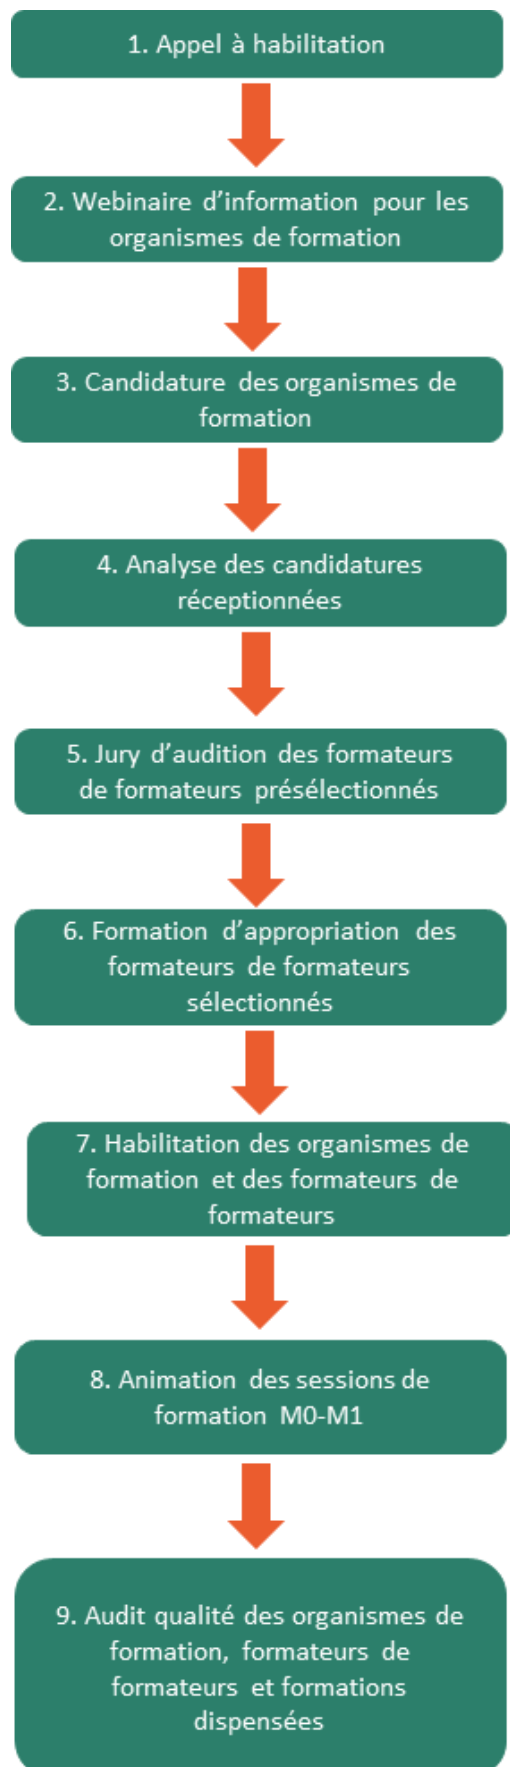 1. Appel à habilitation
2. Webinaire d’information pour les
organismes de formation
3. Candidature des organismes de
formation
4. Analyse des candidatures
réceptionnées
5. Jury d’audition des formateurs
de formateurs présélectionnés
6. Formation d’appropriation des
formateurs de formateurs
sélectionnés
7. Habilitation des organismes de
formation et des formateurs de
formateurs
8. Animation des sessions de
formation M0-M1
9. Audit qualité des organismes de
formation, formateurs de
formateurs et formations
dispensées